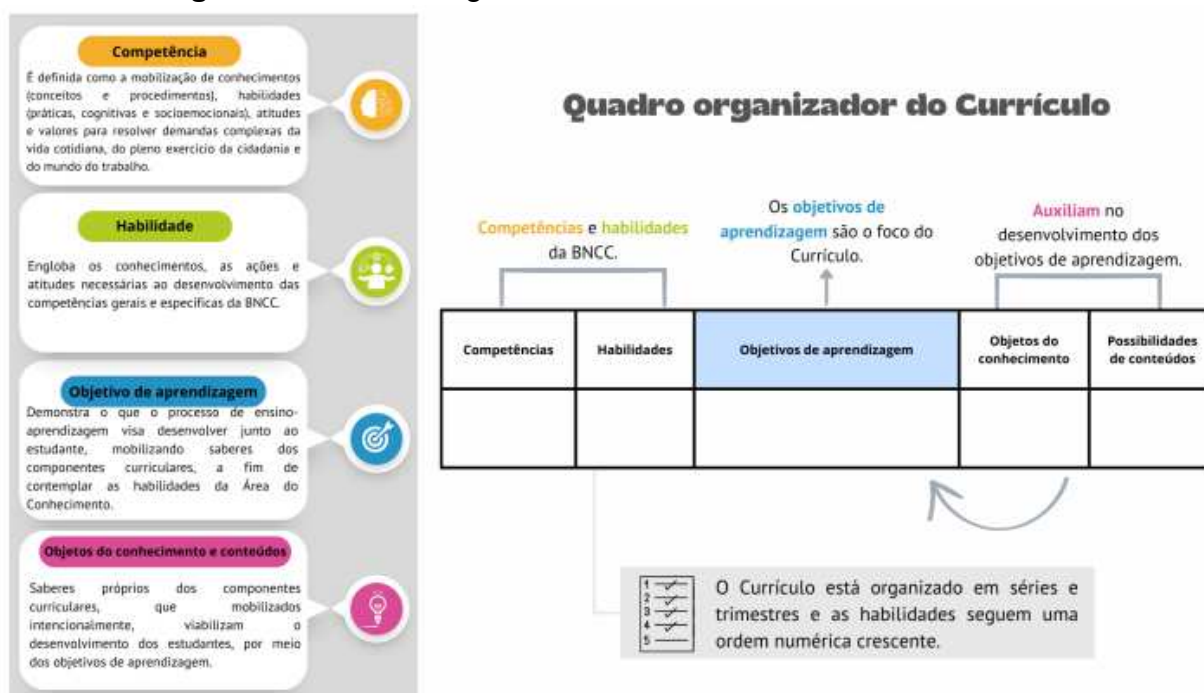 Competência
É definida como a mobilização de conhecimentos
(conceitos e procedimentos), habilidades
(práticas, cognitivas e socioemocionais), atitudes
e valores para resolver demandas complexas da
vida cotidiana, do pleno exercício da cidadania e
do mundo do trabalho.
Habilidade
Engloba os conhecimentos, as ações e
atitudes necessárias ao desenvolvimento das
competências gerais e específicas da BNCC.
Objetivo de aprendizagem
Demonstra o que o processo de ensino-
aprendizagem visa desenvolver junto ao
estudante, mobilizando saberes dos
componentes curriculares, a fim de
contemplar as habilidades da Área do
Conhecimento.
Objetos do conhecimento e conteúdos
Saberes próprios dos componentes
curriculares, que mobilizados
intencionalmente, viabilizam o
desenvolvimento dos estudantes, por meio
dos objetivos de aprendizagem.
Quadro organizador do Currículo
Competências e habilidades
da BNCC.
Os objetivos de
aprendizagem são o foco do
Currículo.
Auxiliam no
desenvolvimento dos
objetivos de aprendizagem.
Competências
Habilidades
Objetivos de aprendizagem
Objetos do
conhecimento
Possibilidades
de conteúdos
1
2
3
4
5
O Currículo está organizado em séries e
trimestres e as habilidades seguem uma
ordem numérica crescente.